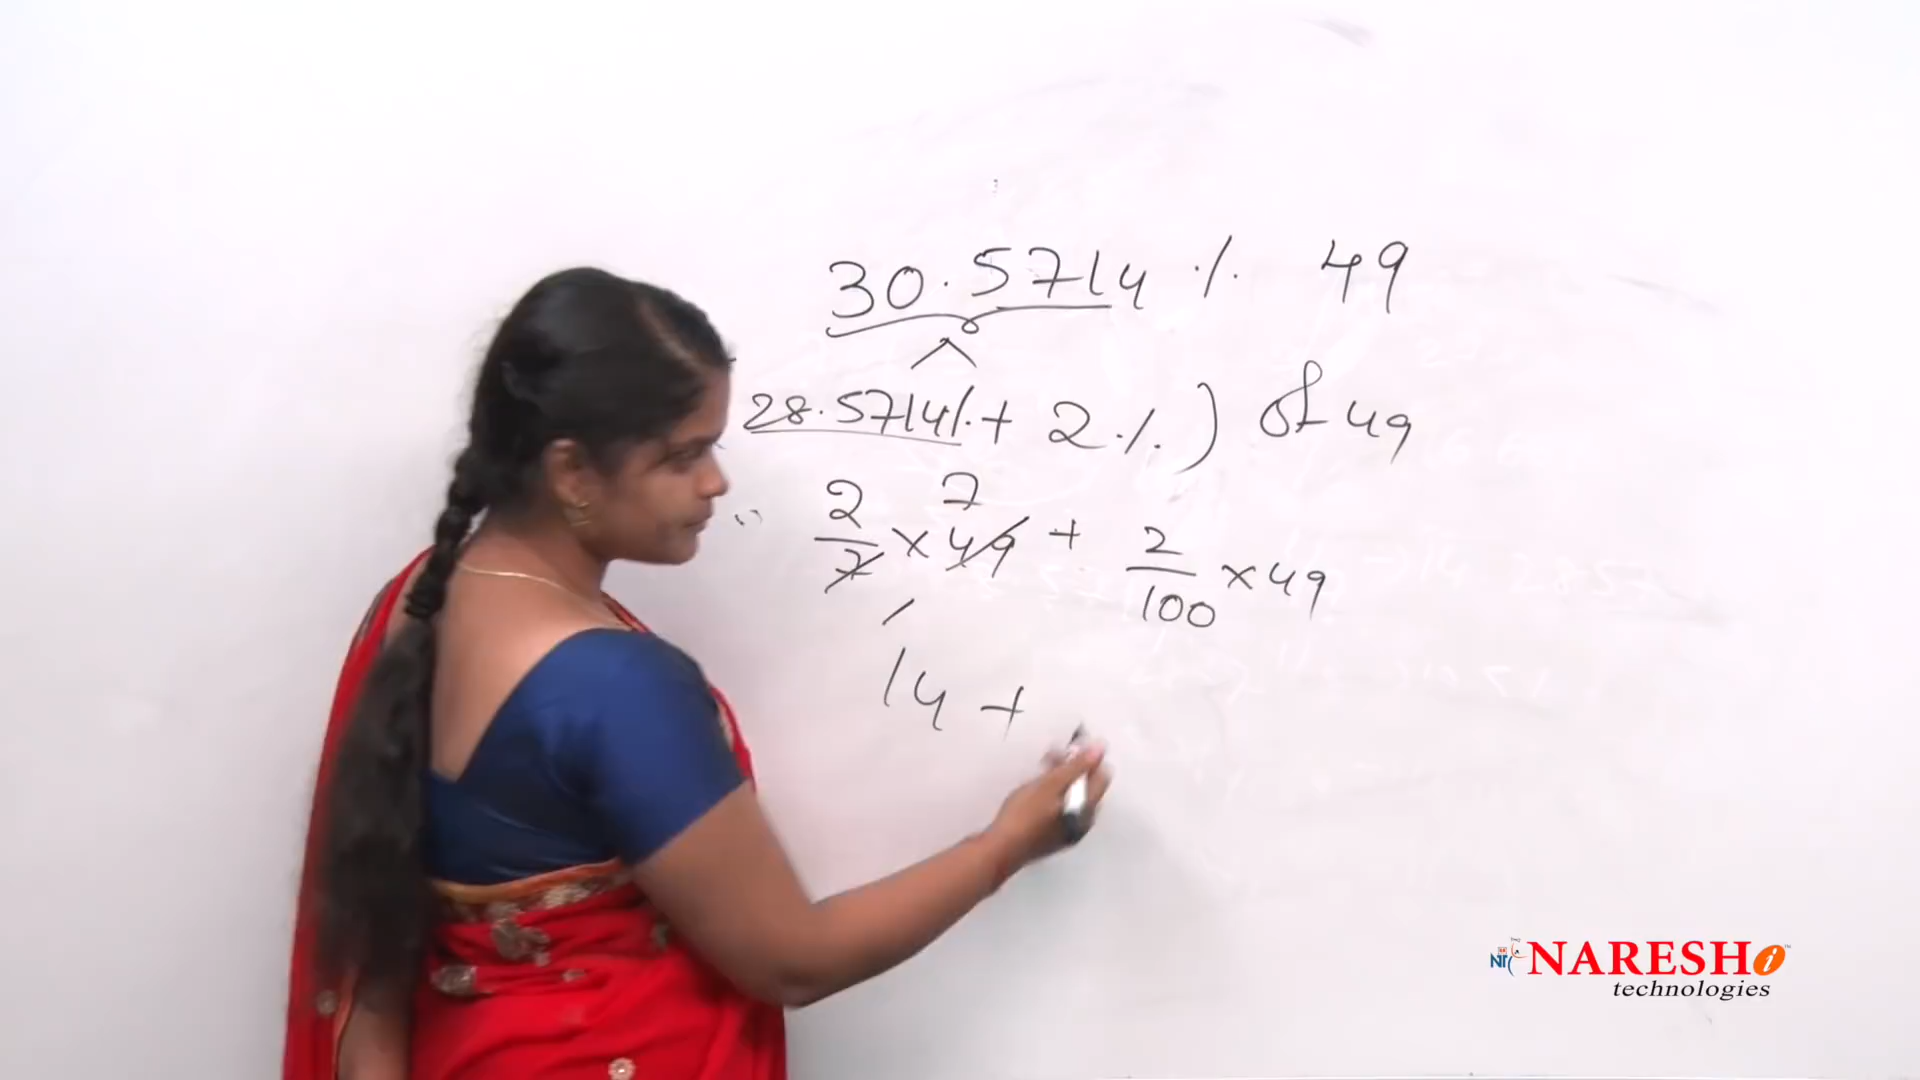 30.5714 % 49
28.5714% + 2 % ) of 49
2/7 × 49 7 + 2/100 × 49
14 +
NARESH i
technologies